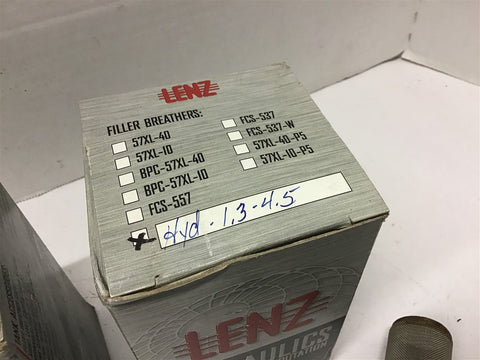 LENZ
FILLER BREATHERS:
57XL-40
57XL-10
BPC-57XL-40
BPC-57XL-10
FCS-557
FCS-537
FCS-537-W
57XL-40-P5
57XL-10-P5
x Hyd - 1.3-4.5
LENZ